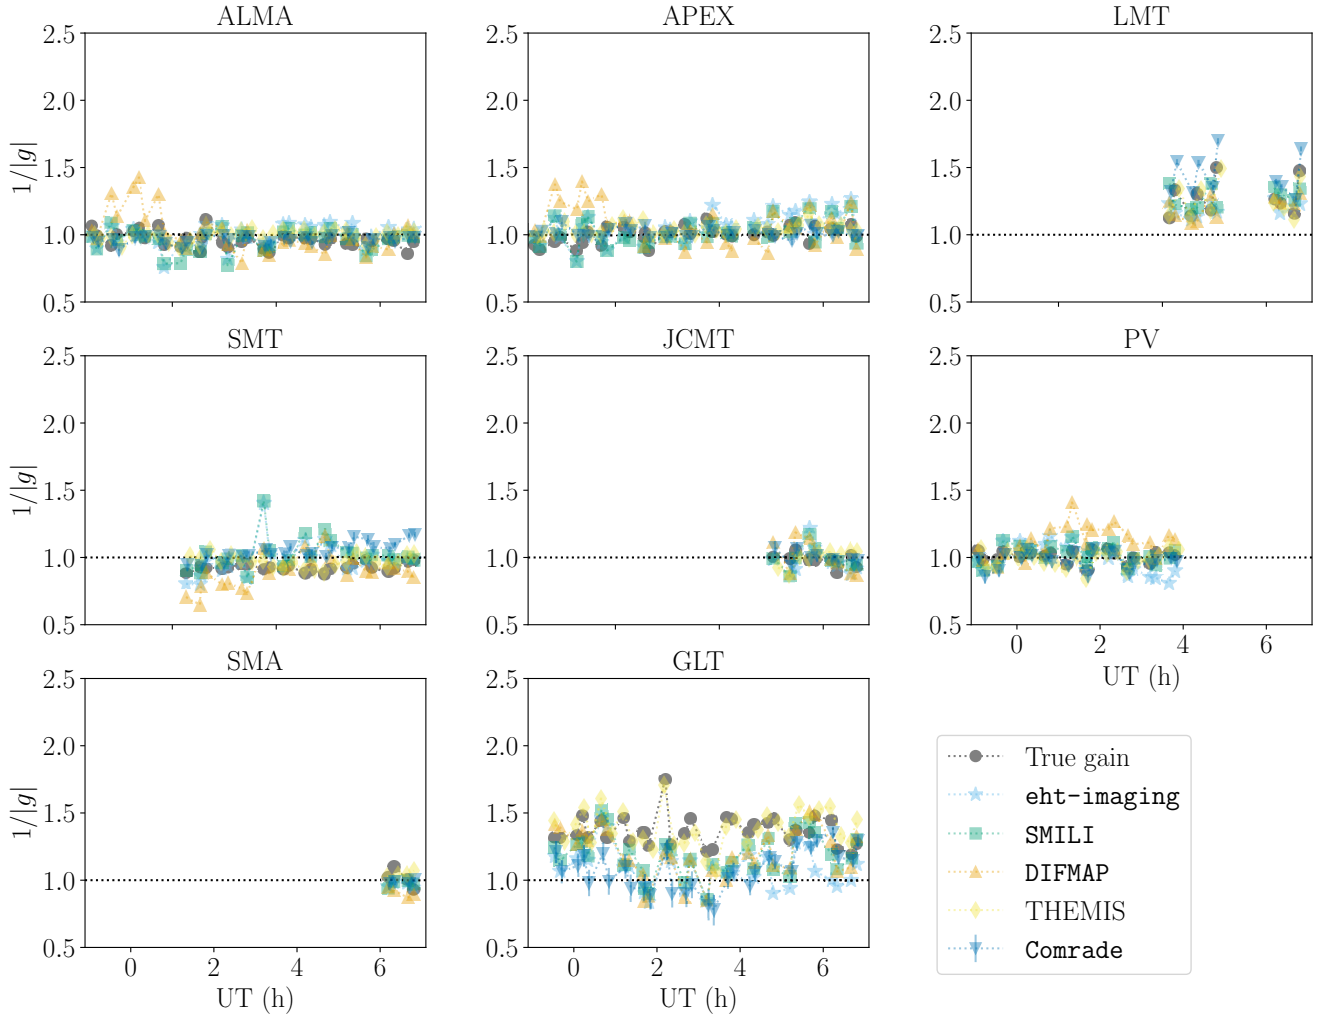 ALMA
APEX
LMT
2.5
2.0
1.5
1.0
0.5
1/|g|
2.5
2.0
1.5
1.0
0.5
2.5
2.0
1.5
1.0
0.5
SMT
JCMT
PV
2.5
2.0
1.5
1.0
0.5
1/|g|
2.5
2.0
1.5
1.0
0.5
2.5
2.0
1.5
1.0
0.5
0 2 4 6
UT (h)
SMA
GLT
2.5
2.0
1.5
1.0
0.5
1/|g|
0 2 4 6
UT (h)
2.5
2.0
1.5
1.0
0.5
0 2 4 6
UT (h)
True gain
eht-imaging
SMILI
DIFMAP
THEMIS
Comrade